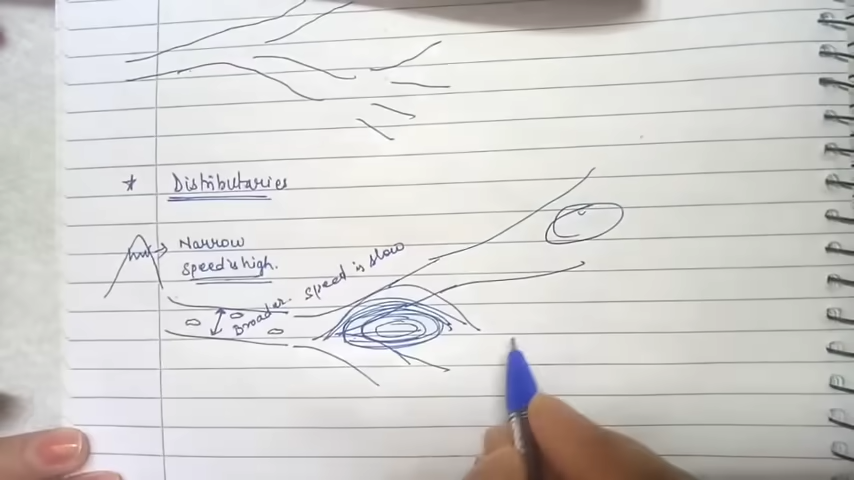 * Distributaries
Narrow
speed is high.
Broader. speed is slow